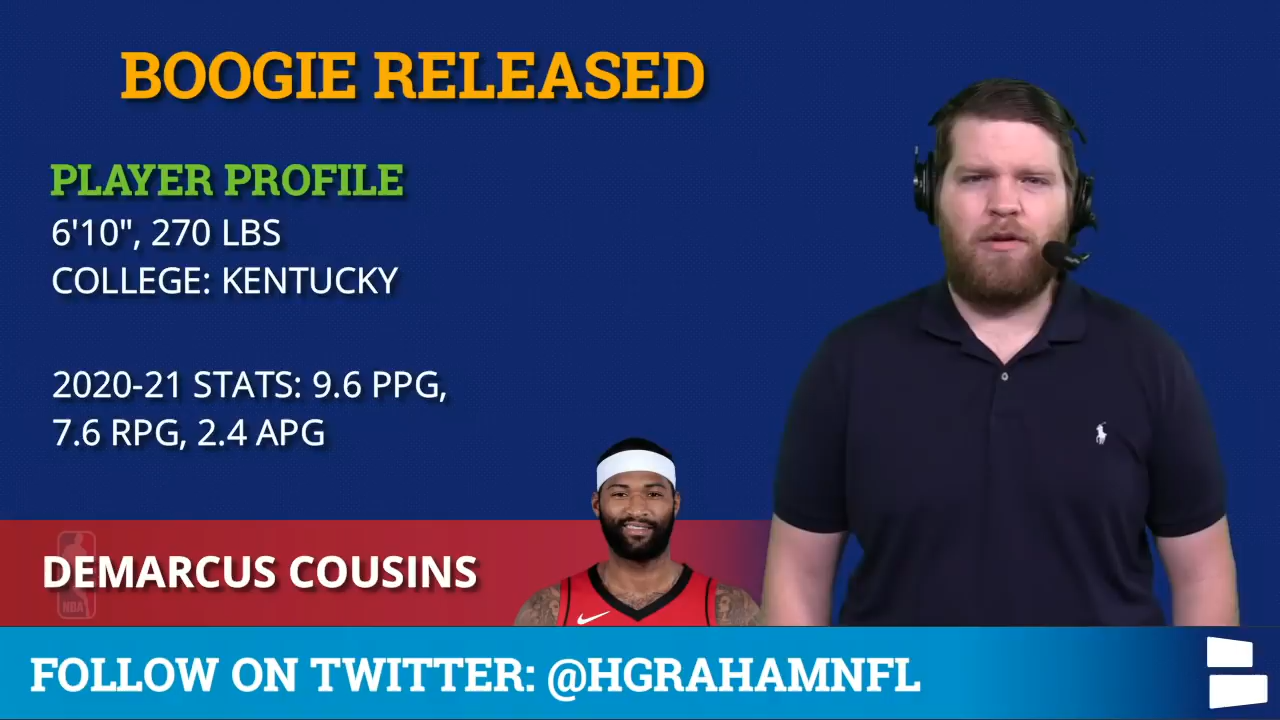 BOOGIE RELEASED
PLAYER PROFILE
6'10", 270 LBS
COLLEGE: KENTUCKY
2020-21 STATS: 9.6 PPG,
7.6 RPG, 2.4 APG
DEMARCUS COUSINS
NBA
FOLLOW ON TWITTER: @HGRAHAMNFL